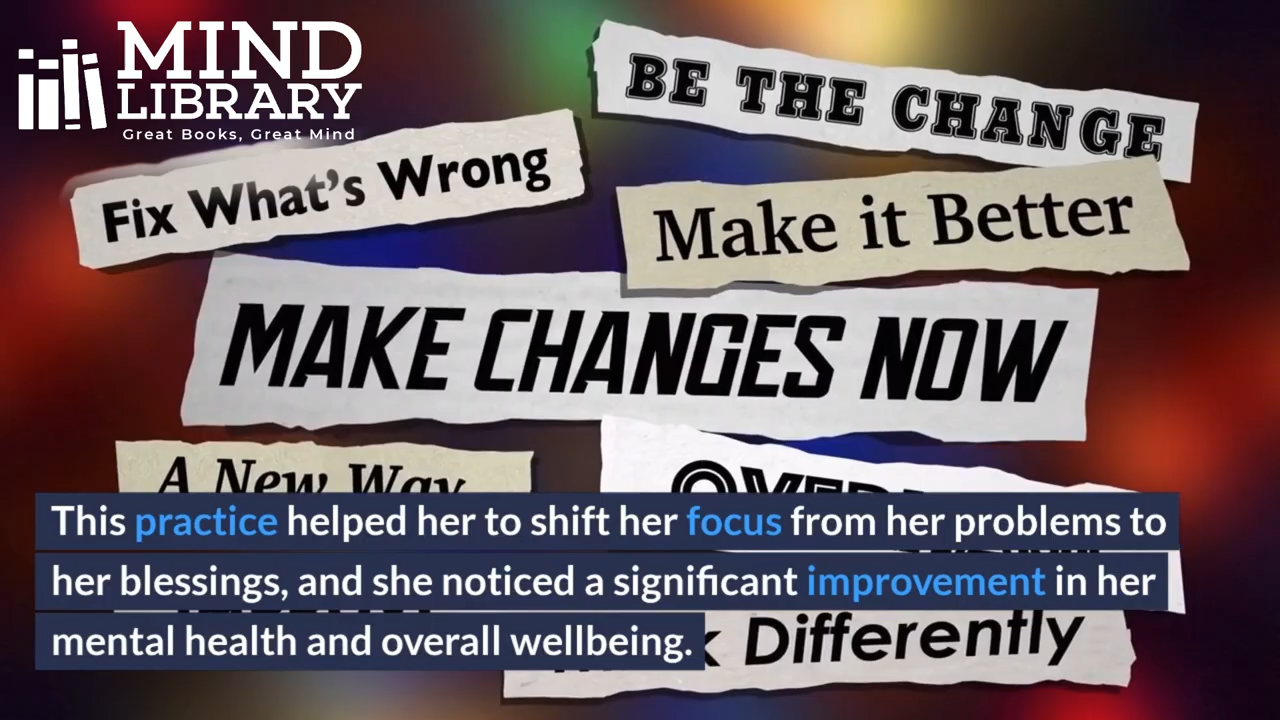 MIND
LIBRARY
Great Books, Great Mind
BE THE CHANGE
Fix What's Wrong
Make it Better
MAKE CHANGES NOW
A New Way
This practice helped her to shift her focus from her problems to
her blessings, and she noticed a significant improvement in her
mental health and overall wellbeing.
Differently